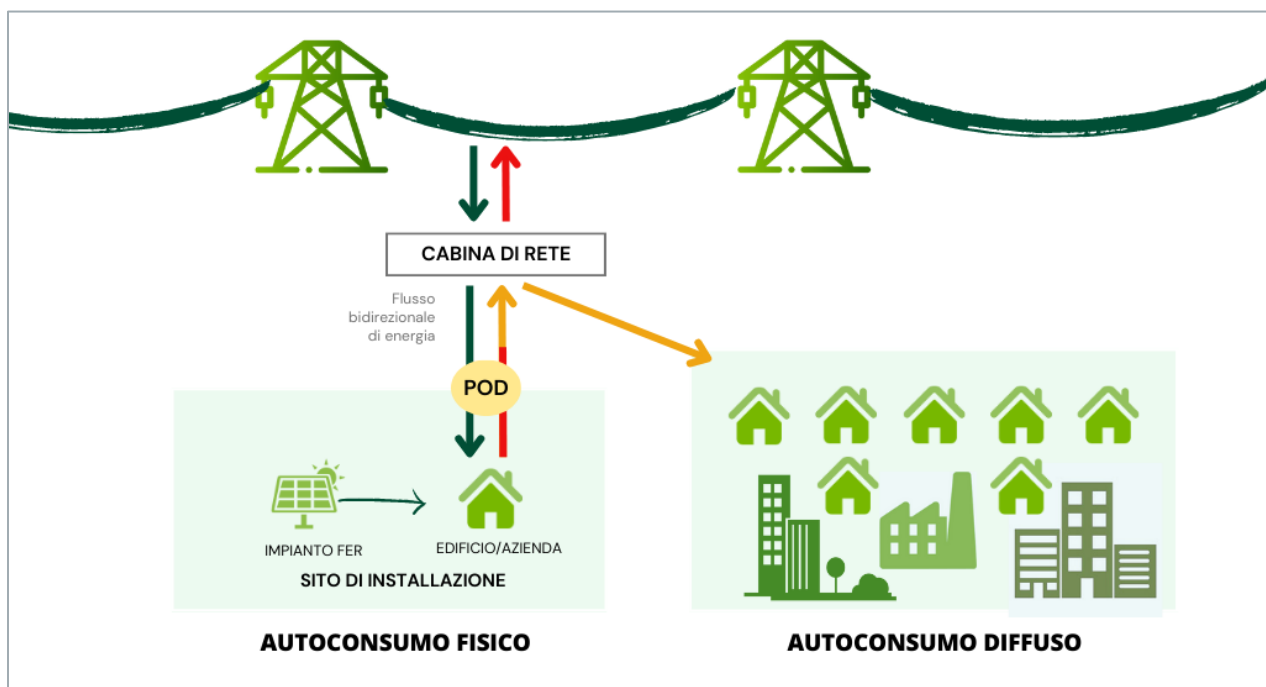 CABINA DI RETE
Flusso
bidirezionale
di energia
POD
IMPIANTO FER
EDIFICIO/AZIENDA
SITO DI INSTALLAZIONE
AUTOCONSUMO FISICO
AUTOCONSUMO DIFFUSO